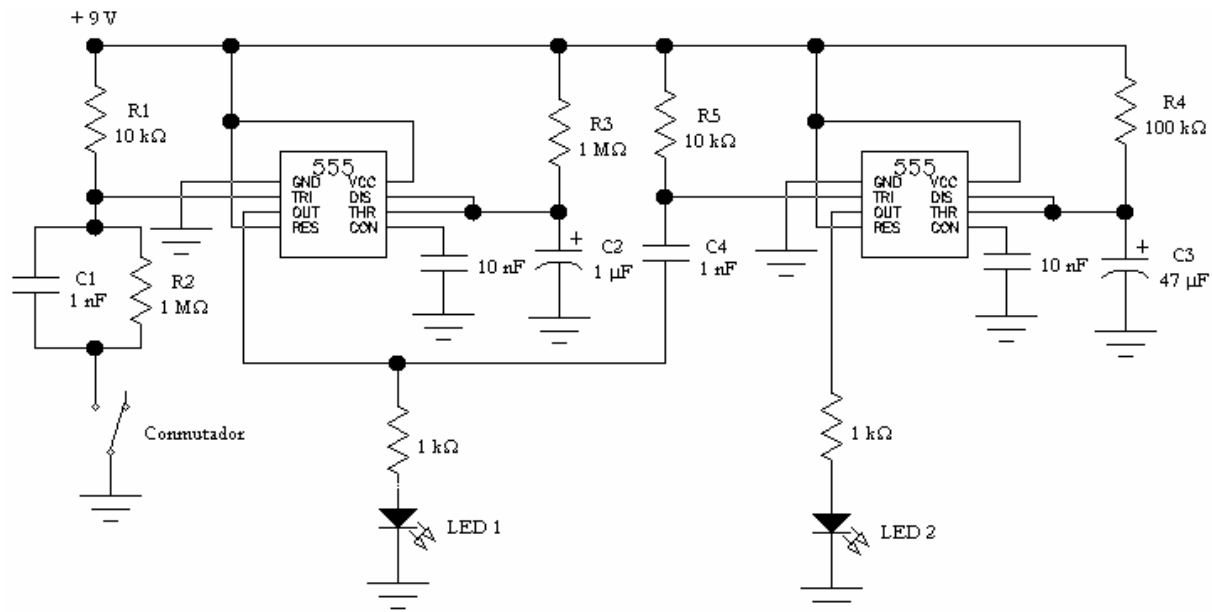 + 9 V
R1
10 kΩ
C1
1 nF
R2
1 MΩ
Conmutador
555
GND VCC
TRI DIS
OUT THR
RES CON
10 nF
R3
1 MΩ
C2
1 µF
R5
10 kΩ
C4
1 nF
1 kΩ
LED 1
555
GND VCC
TRI DIS
OUT THR
RES CON
10 nF
R4
100 kΩ
C3
47 µF
1 kΩ
LED 2